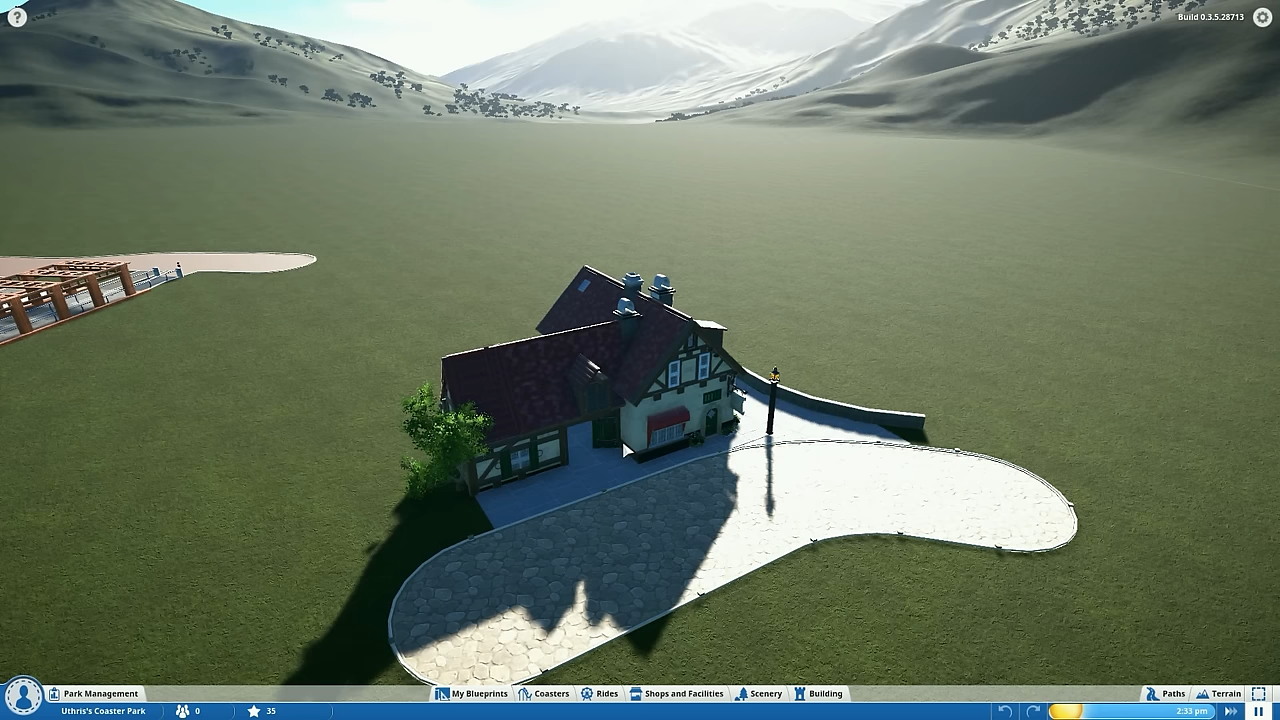 ?
Build 0.3.5.28713
Park Management
My Blueprints
Coasters
Rides
Shops and Facilities
Scenery
Building
Paths
Terrain
Uthris's Coaster Park
0
35
2:33 pm